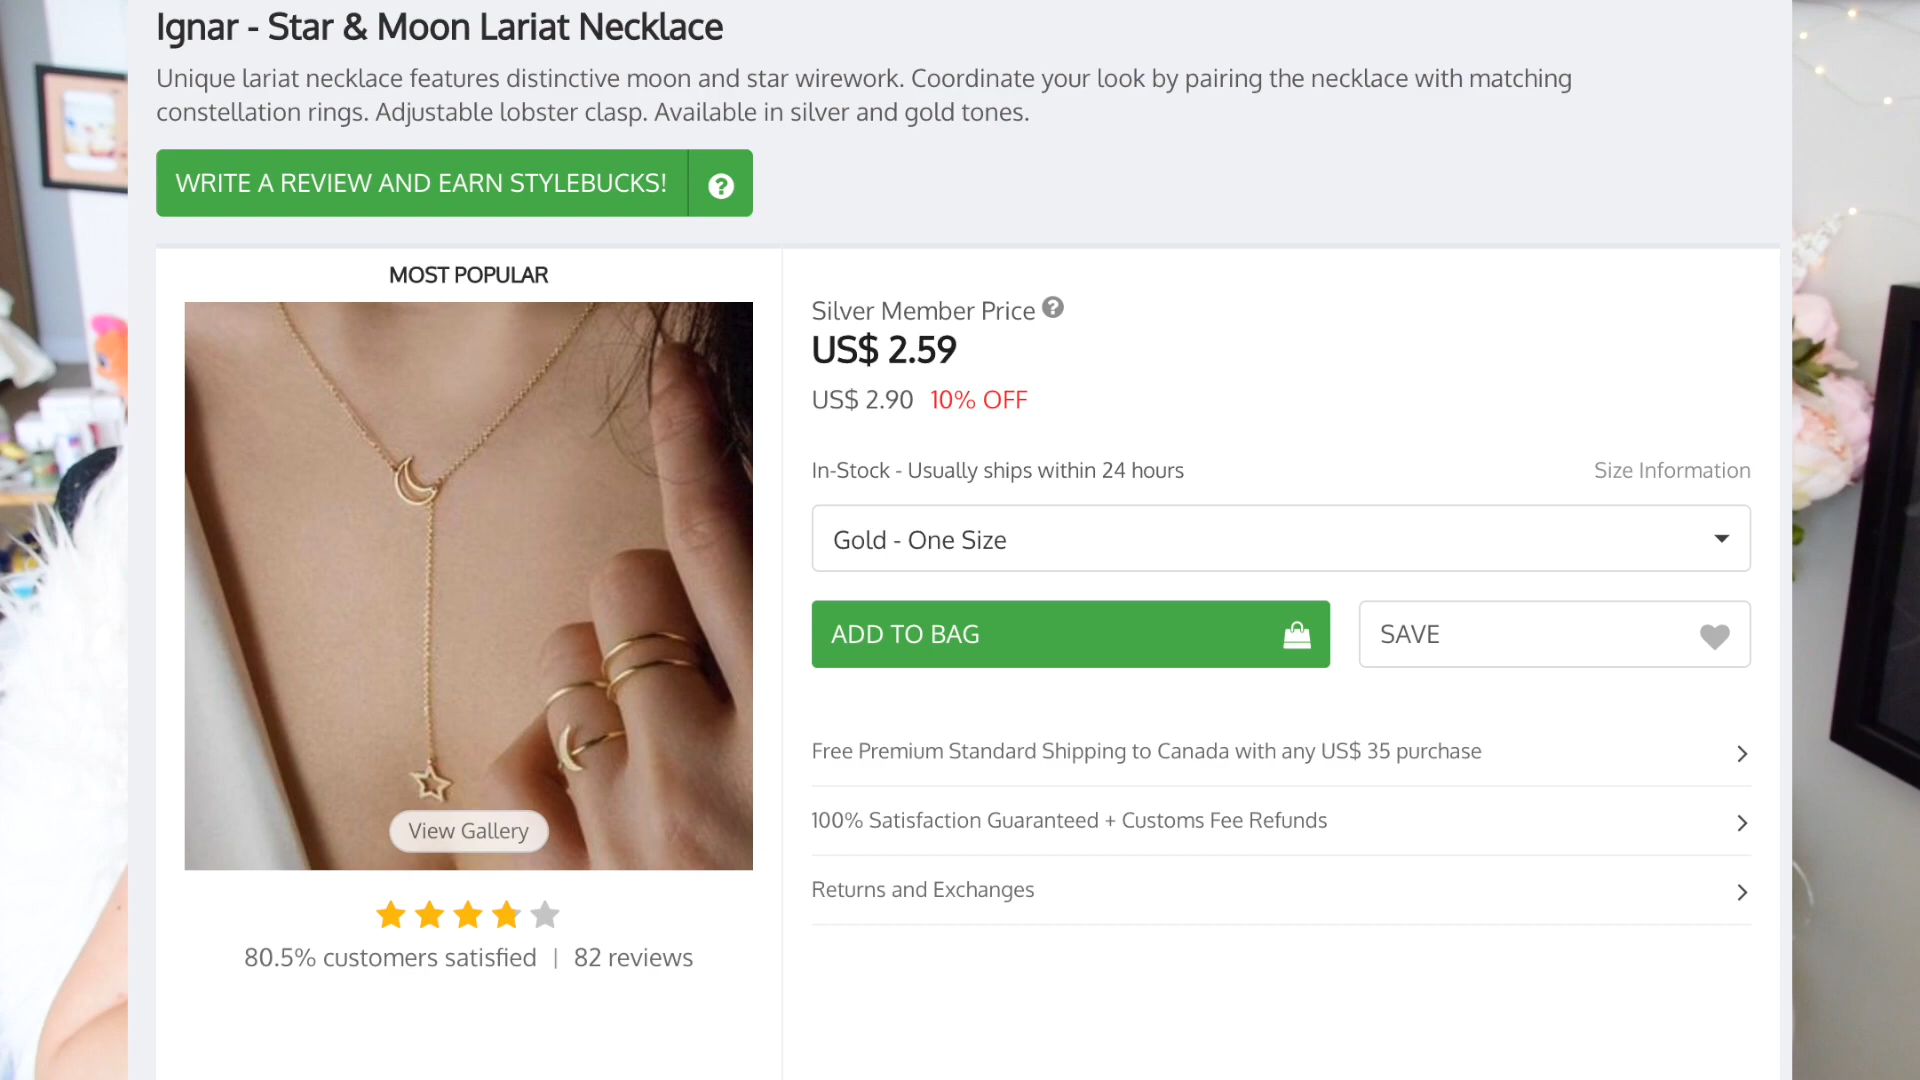 Ignar - Star & Moon Lariat Necklace
Unique lariat necklace features distinctive moon and star wirework. Coordinate your look by pairing the necklace with matching
constellation rings. Adjustable lobster clasp. Available in silver and gold tones.
WRITE A REVIEW AND EARN STYLEBUCKS!
MOST POPULAR
View Gallery
80.5% customers satisfied | 82 reviews
Silver Member Price
US$ 2.59
US$ 2.90 10% OFF
In-Stock - Usually ships within 24 hours
Size Information
Gold - One Size
ADD TO BAG
SAVE
Free Premium Standard Shipping to Canada with any US$ 35 purchase
100% Satisfaction Guaranteed + Customs Fee Refunds
Returns and Exchanges